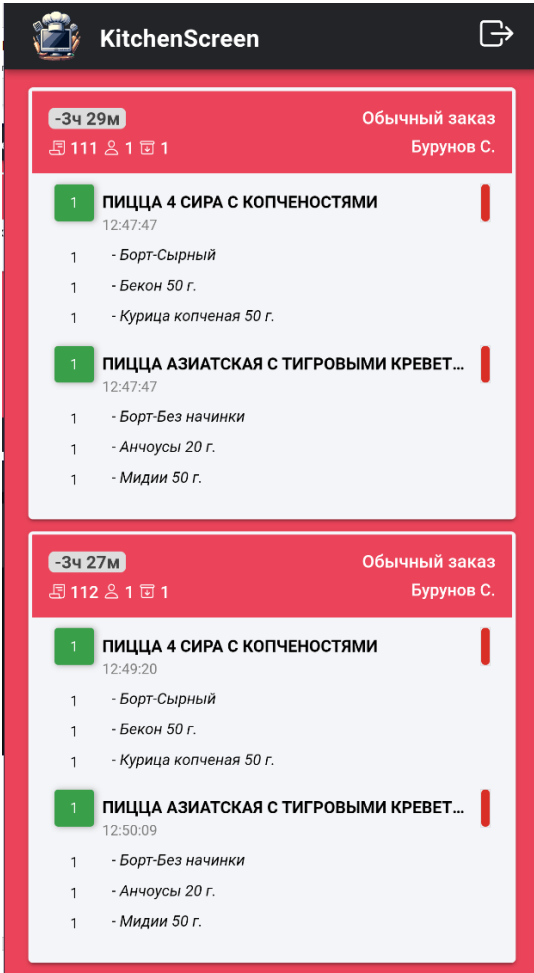 KitchenScreen
-3ч 29м Обычный заказ
111 1 1 Бурунов С.
1 ПИЦЦА 4 СИРА С КОПЧЕНОСТЯМИ
12:47:47
1 - Борт-Сырный
1 - Бекон 50 г.
1 - Курица копченая 50 г.
1 ПИЦЦА АЗИАТСКАЯ С ТИГРОВЫМИ КРЕВЕТ...
12:47:47
1 - Борт-Без начинки
1 - Анчоусы 20 г.
1 - Мидии 50 г.
-3ч 27м Обычный заказ
112 1 1 Бурунов С.
1 ПИЦЦА 4 СИРА С КОПЧЕНОСТЯМИ
12:49:20
1 - Борт-Сырный
1 - Бекон 50 г.
1 - Курица копченая 50 г.
1 ПИЦЦА АЗИАТСКАЯ С ТИГРОВЫМИ КРЕВЕТ...
12:50:09
1 - Борт-Без начинки
1 - Анчоусы 20 г.
1 - Мидии 50 г.